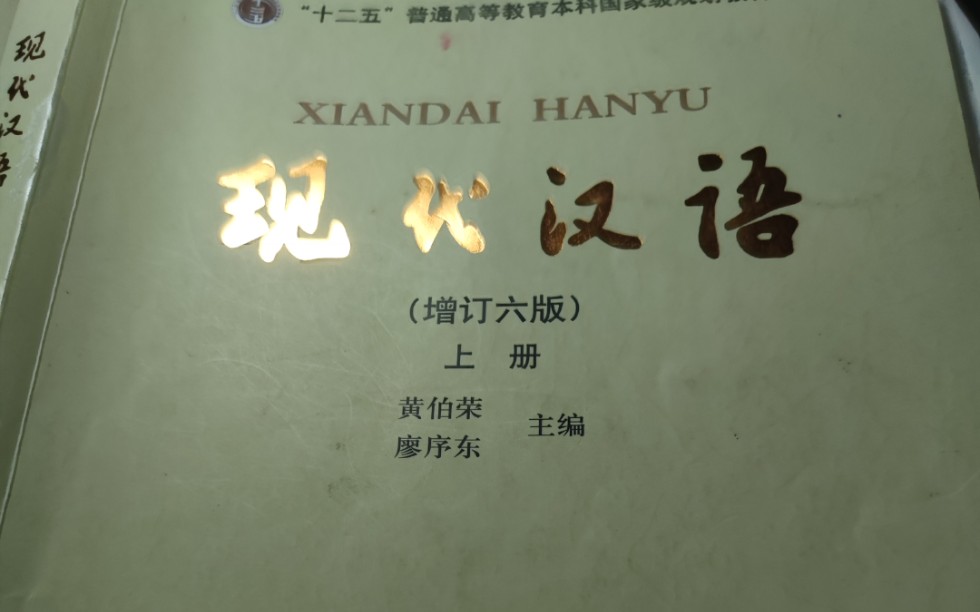 “十二五”普通高等教育本科国家级规划
XIANDAI HANYU
现代汉语
（增订六版）
上 册
黄伯荣
廖序东
主编
现代汉语